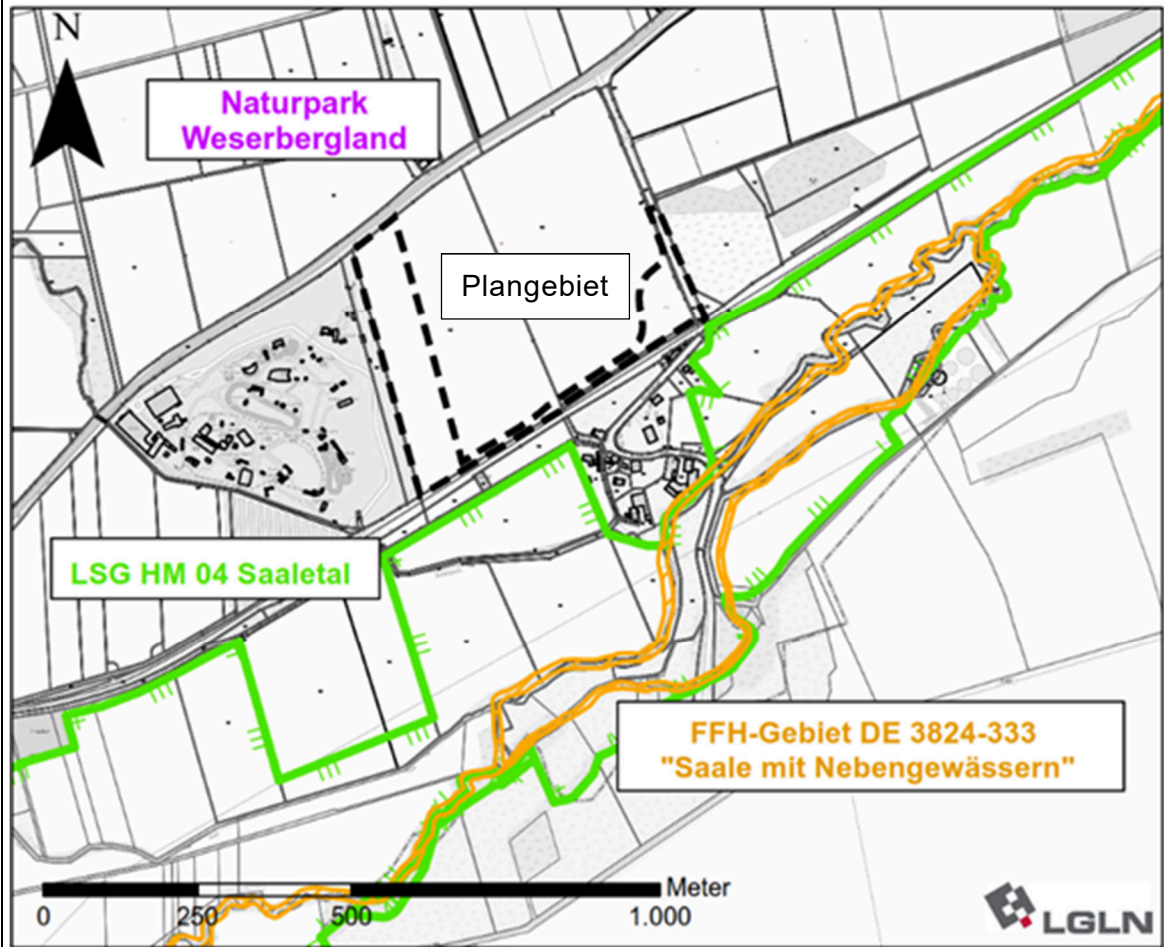 N
Naturpark
Weserbergland
Plangebiet
LSG HM 04 Saaletal
FFH-Gebiet DE 3824-333
"Saale mit Nebengewässern"
Meter
0 250 500 1.000
LGLN